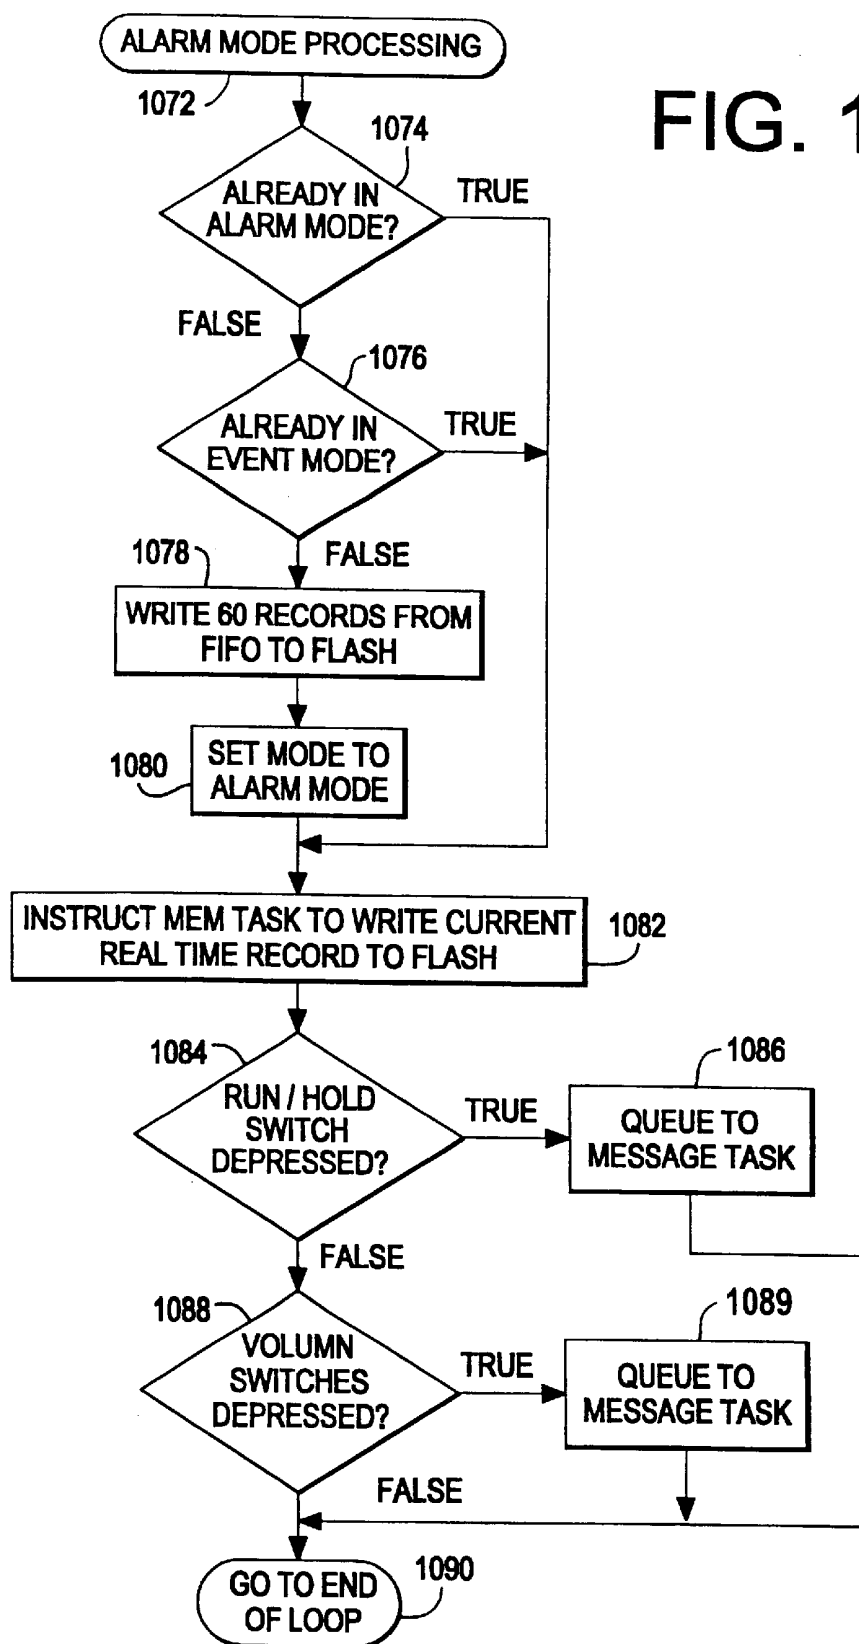 ALARM MODE PROCESSING
1072
FIG. 1
1074
ALREADY IN
ALARM MODE?
TRUE
FALSE
1076
ALREADY IN
EVENT MODE?
TRUE
1078
FALSE
WRITE 60 RECORDS FROM
FIFO TO FLASH
1080
SET MODE TO
ALARM MODE
INSTRUCT MEM TASK TO WRITE CURRENT
REAL TIME RECORD TO FLASH
1082
1084
RUN / HOLD
SWITCH
DEPRESSED?
TRUE
1086
QUEUE TO
MESSAGE TASK
FALSE
1088
VOLUMN
SWITCHES
DEPRESSED?
TRUE
1089
QUEUE TO
MESSAGE TASK
FALSE
GO TO END
OF LOOP
1090